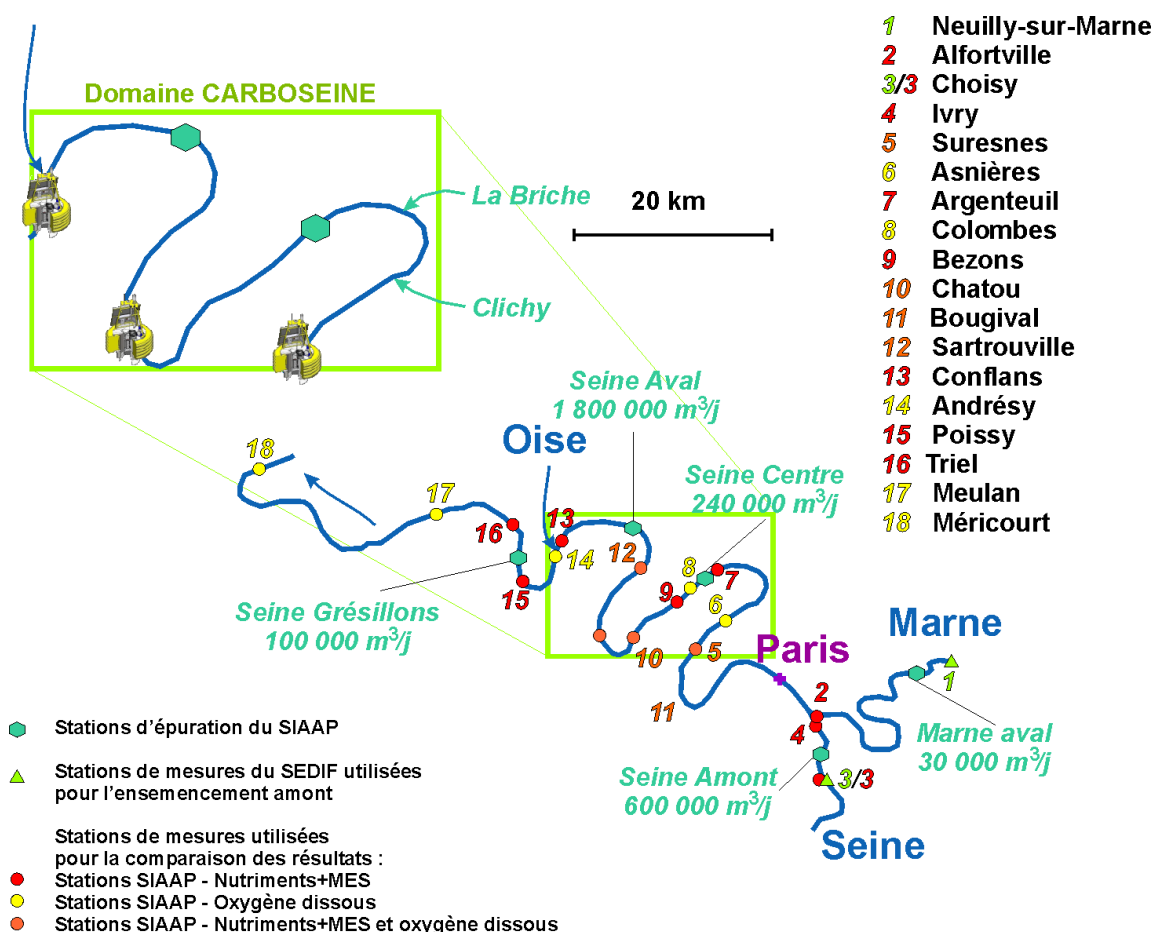 Domaine CARBOSEINE
La Briche
Clichy
20 km
1 Neuilly-sur-Marne
2 Alfortville
3/3 Choisy
4 Ivry
5 Suresnes
6 Asnières
7 Argenteuil
8 Colombes
9 Bezons
10 Chatou
11 Bougival
12 Sartrouville
13 Conflans
14 Andrésy
15 Poissy
16 Triel
17 Meulan
18 Méricourt
Seine Aval
1 800 000 m³/j
Oise
Seine Centre
240 000 m³/j
18
17
16
13
14
12
15
8
7
9
6
10
5
11
Seine Grésillons
100 000 m³/j
Paris
Marne
1
2
4
Marne aval
30 000 m³/j
Seine Amont
600 000 m³/j
3/3
Seine
Stations d'épuration du SIAAP
Stations de mesures du SEDIF utilisées
pour l'ensemencement amont
Stations de mesures utilisées
pour la comparaison des résultats :
Stations SIAAP - Nutriments+MES
Stations SIAAP - Oxygène dissous
Stations SIAAP - Nutriments+MES et oxygène dissous